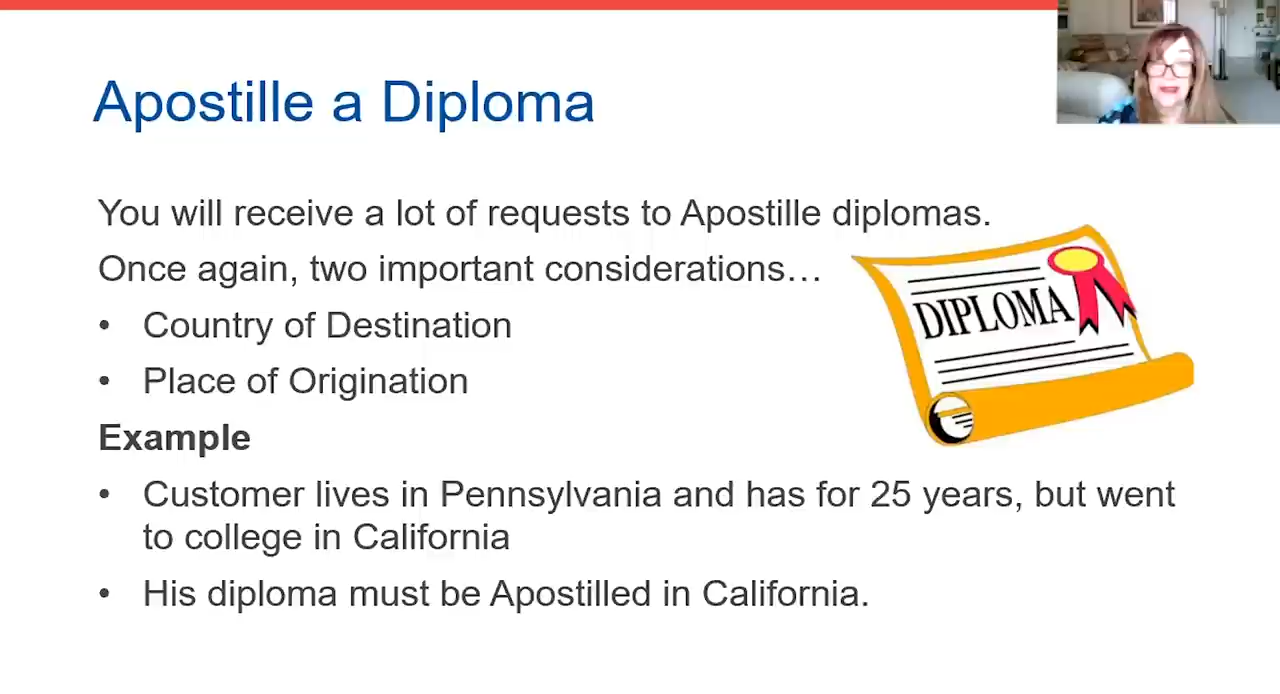 Apostille a Diploma
You will receive a lot of requests to Apostille diplomas.
Once again, two important considerations…
• Country of Destination
• Place of Origination
DIPLOMA
Example
• Customer lives in Pennsylvania and has for 25 years, but went
to college in California
• His diploma must be Apostilled in California.